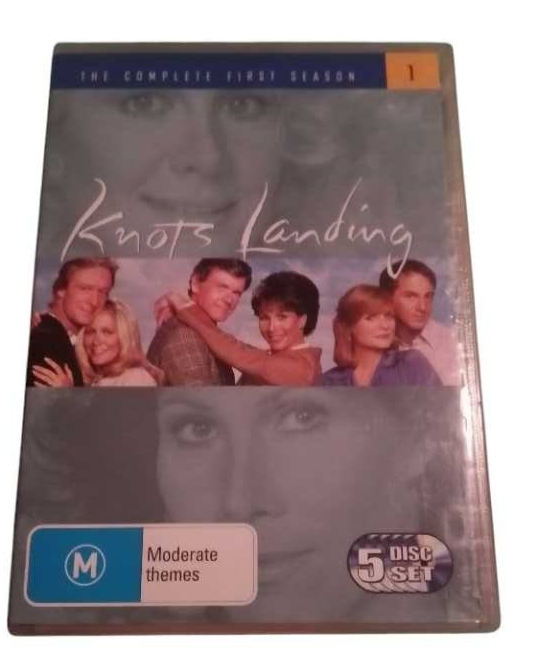 THE COMPLETE FIRST SEASON 1
Knots Landing
M Moderate
themes
5 DISC
SET